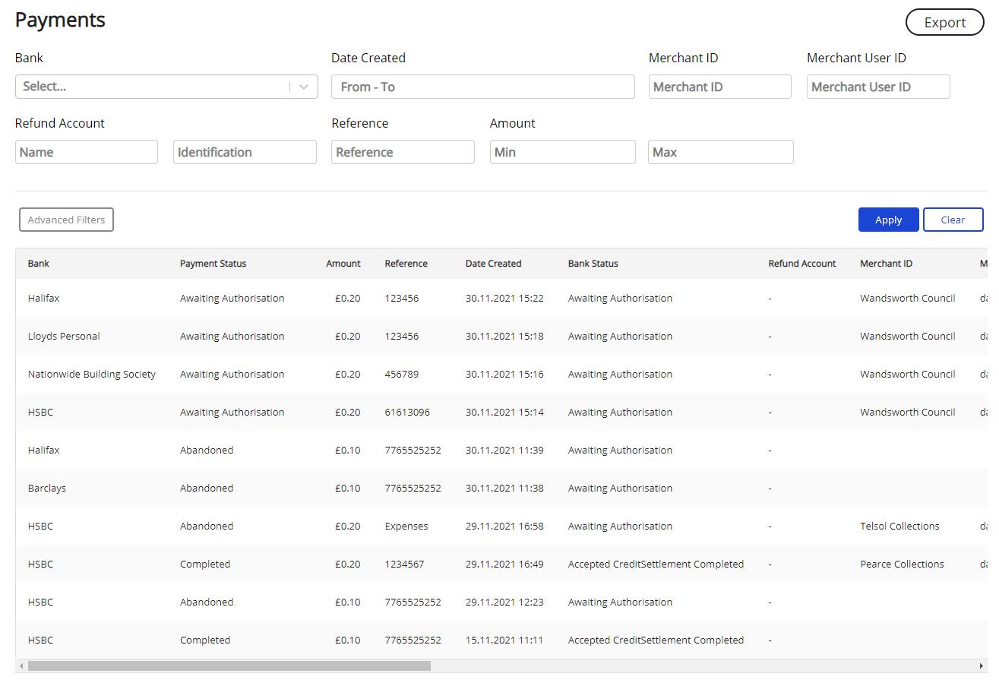 Payments
Export
Bank Date Created Merchant ID Merchant User ID
Select... From - To Merchant ID Merchant User ID
Refund Account Reference Amount
Name Identification Reference Min Max
Advanced Filters Apply Clear
Bank Payment Status Amount Reference Date Created Bank Status Refund Account Merchant ID M
Halifax Awaiting Authorisation £0.20 123456 30.11.2021 15:22 Awaiting Authorisation - Wandsworth Council
Lloyds Personal Awaiting Authorisation £0.20 123456 30.11.2021 15:18 Awaiting Authorisation - Wandsworth Council
Nationwide Building Society Awaiting Authorisation £0.20 456789 30.11.2021 15:16 Awaiting Authorisation - Wandsworth Council
HSBC Awaiting Authorisation £0.20 61613096 30.11.2021 15:14 Awaiting Authorisation - Wandsworth Council
Halifax Abandoned £0.10 7765525252 30.11.2021 11:39 Awaiting Authorisation -
Barclays Abandoned £0.10 7765525252 30.11.2021 11:38 Awaiting Authorisation -
HSBC Abandoned £0.20 Expenses 29.11.2021 16:58 Awaiting Authorisation - Telsol Collections
HSBC Completed £0.20 1234567 29.11.2021 16:49 Accepted CreditSettlement Completed - Pearce Collections
HSBC Abandoned £0.10 7765525252 29.11.2021 12:23 Awaiting Authorisation -
HSBC Completed £0.10 7765525252 15.11.2021 11:11 Accepted CreditSettlement Completed -